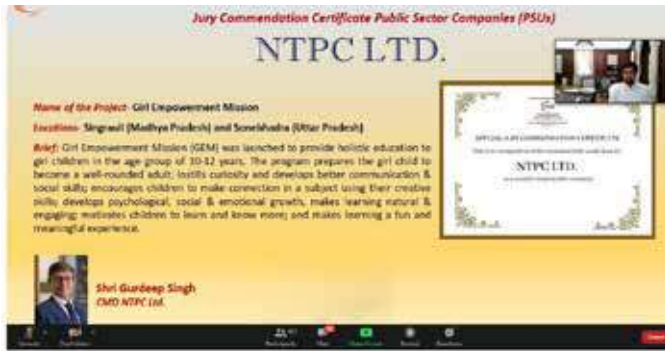 Jury Commendation Certificate Public Sector Companies (PSUs)
NTPC LTD.
Name of the Project- Girl Empowerment Mission
Locations- Singrauli (Madhya Pradesh) and Sonebhadra (Uttar Pradesh)
Brief: Girl Empowerment Mission (GEM) was launched to provide holistic education to
girl children in the age group of 10-12 years. The program prepares the girl child to
become a well-rounded adult; instills curiosity and develops better communication &
social skills; encourages children to make connection in a subject using their creative
skills; develops psychological, social & emotional growth, makes learning natural &
engaging; motivates children to learn and know more; and makes learning a fun and
meaningful experience.
SPECIAL JURY COMMENDATION CERTIFICATE
NTPC LTD.
Shri Gurdeep Singh
CMD NTPC Ltd.